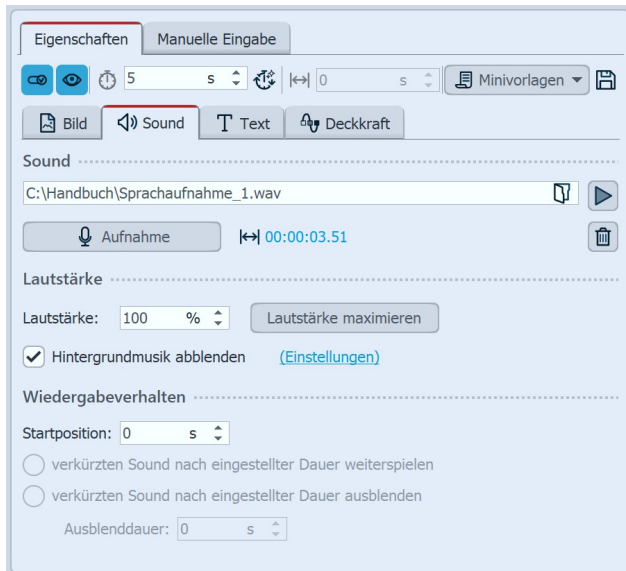 Eigenschaften Manuelle Eingabe
5 s 0 s Minivorlagen
Bild Sound Text Deckkraft
Sound
C:\Handbuch\Sprachaufnahme_1.wav
Aufnahme 00:00:03.51
Lautstärke
Lautstärke: 100 % Lautstärke maximieren
Hintergrundmusik abblenden (Einstellungen)
Wiedergabeverhalten
Startposition: 0 s
verkürzten Sound nach eingestellter Dauer weiterspielen
verkürzten Sound nach eingestellter Dauer ausblenden
Ausblenddauer: 0 s